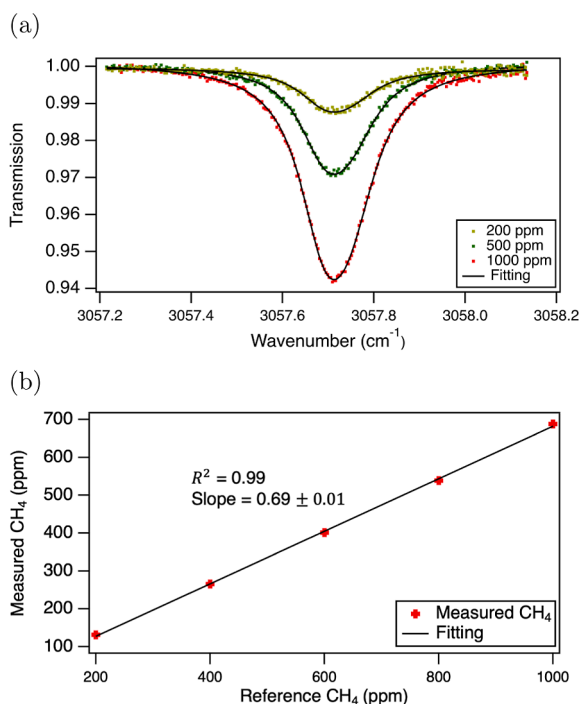 (a)
1.00
0.99
0.98
0.97
0.96
0.95
0.94
Transmission
200 ppm
500 ppm
1000 ppm
Fitting
3057.2 3057.4 3057.6 3057.8 3058.0 3058.2
Wavenumber (cm⁻¹)
(b)
700
600
500
400
300
200
100
Measured CH₄ (ppm)
R² = 0.99
Slope = 0.69 ± 0.01
Measured CH₄
Fitting
200 400 600 800 1000
Reference CH₄ (ppm)